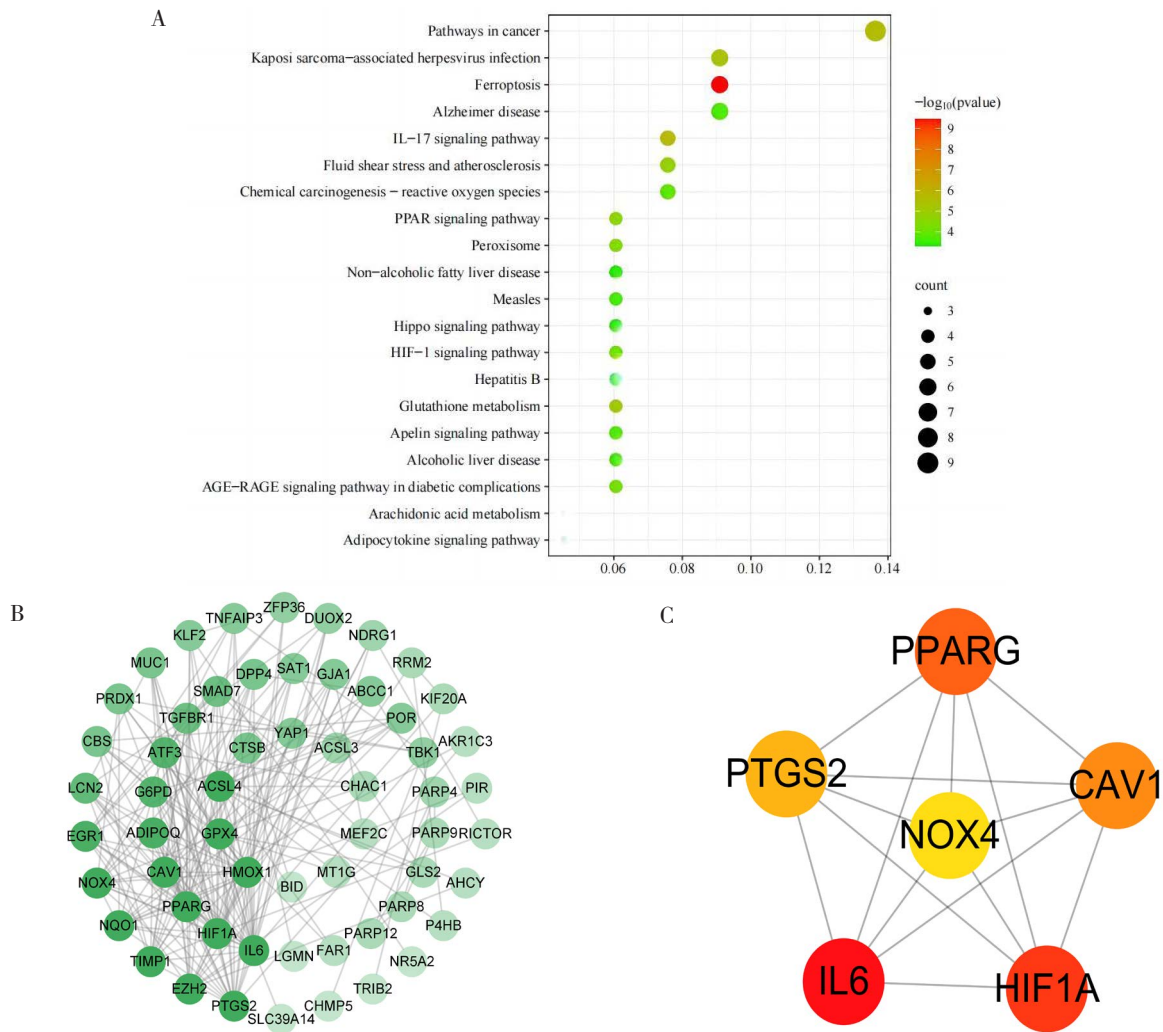 A
Pathways in cancer
Kaposi sarcoma−associated herpesvirus infection
Ferroptosis
Alzheimer disease
IL−17 signaling pathway
Fluid shear stress and atherosclerosis
Chemical carcinogenesis − reactive oxygen species
PPAR signaling pathway
Peroxisome
Non−alcoholic fatty liver disease
Measles
Hippo signaling pathway
HIF−1 signaling pathway
Hepatitis B
Glutathione metabolism
Apelin signaling pathway
Alcoholic liver disease
AGE−RAGE signaling pathway in diabetic complications
Arachidonic acid metabolism
Adipocytokine signaling pathway
0.06 0.08 0.10 0.12 0.14
−log₁₀(pvalue)
9
8
7
6
5
4
count
3
4
5
6
7
8
9
B
ZFP36
TNFAIP3 DUOX2
KLF2 NDRG1
MUC1 DPP4 SAT1 GJA1 RRM2
PRDX1 SMAD7 ABCC1 KIF20A
TGFBR1 YAP1 POR
CBS ATF3 CTSB ACSL3 TBK1 AKR1C3
LCN2 G6PD ACSL4 CHAC1 PARP4 PIR
EGR1 ADIPOQ GPX4 MEF2C PARP9 RICTOR
NOX4 CAV1 HMOX1 BID MT1G GLS2 AHCY
NQO1 PPARG HIF1A IL6 PARP12 PARP8 P4HB
TIMP1 LGMN FAR1 NR5A2
EZH2 PTGS2 SLC39A14 CHMP5 TRIB2
C
PPARG
PTGS2 CAV1
NOX4
IL6 HIF1A